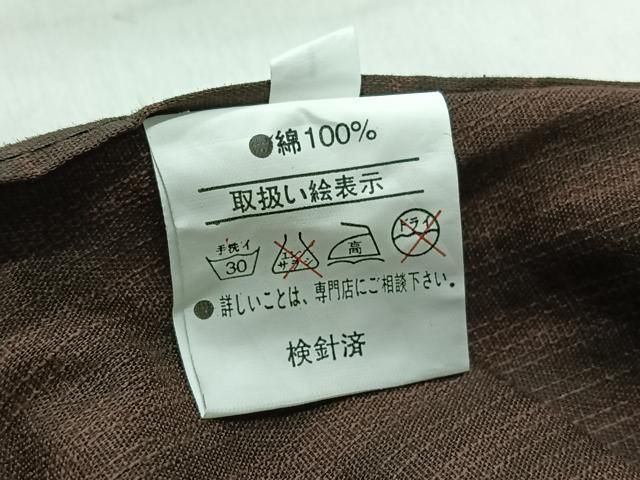 ●綿100%
取扱い絵表示
手洗イ 30 エンソサラシ 高 ドライ
●詳しいことは、専門店にご相談下さい。
検針済